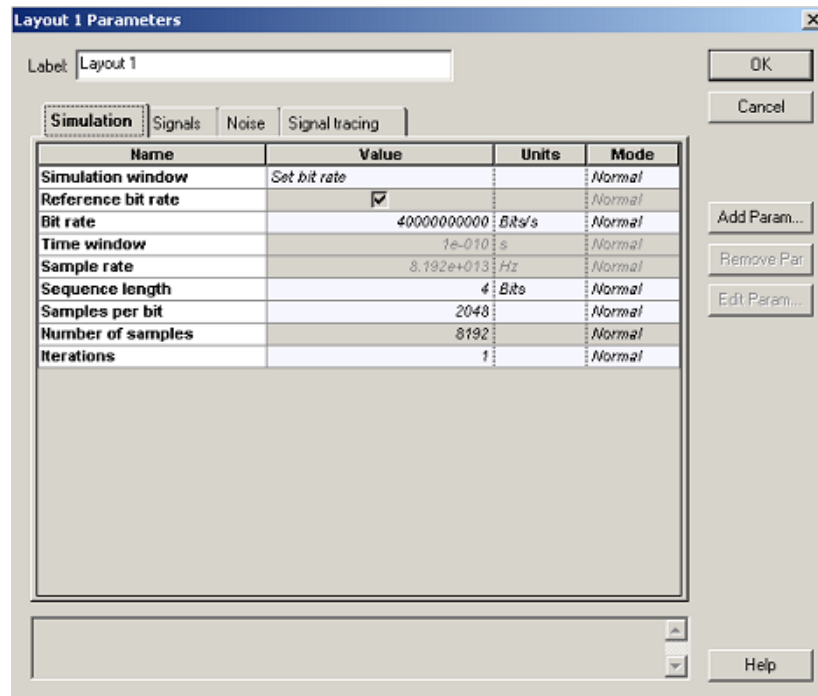 Layout 1 Parameters
Label: Layout 1
OK
Cancel
Simulation Signals Noise Signal tracing
Name Value Units Mode
Simulation window Set bit rate Normal
Reference bit rate Normal
Bit rate 40000000000 Bits/s Normal
Time window 1e-010 s Normal
Sample rate 8.192e+013 Hz Normal
Sequence length 4 Bits Normal
Samples per bit 2048 Normal
Number of samples 8192 Normal
Iterations 1 Normal
Add Param...
Remove Par
Edit Param...
Help